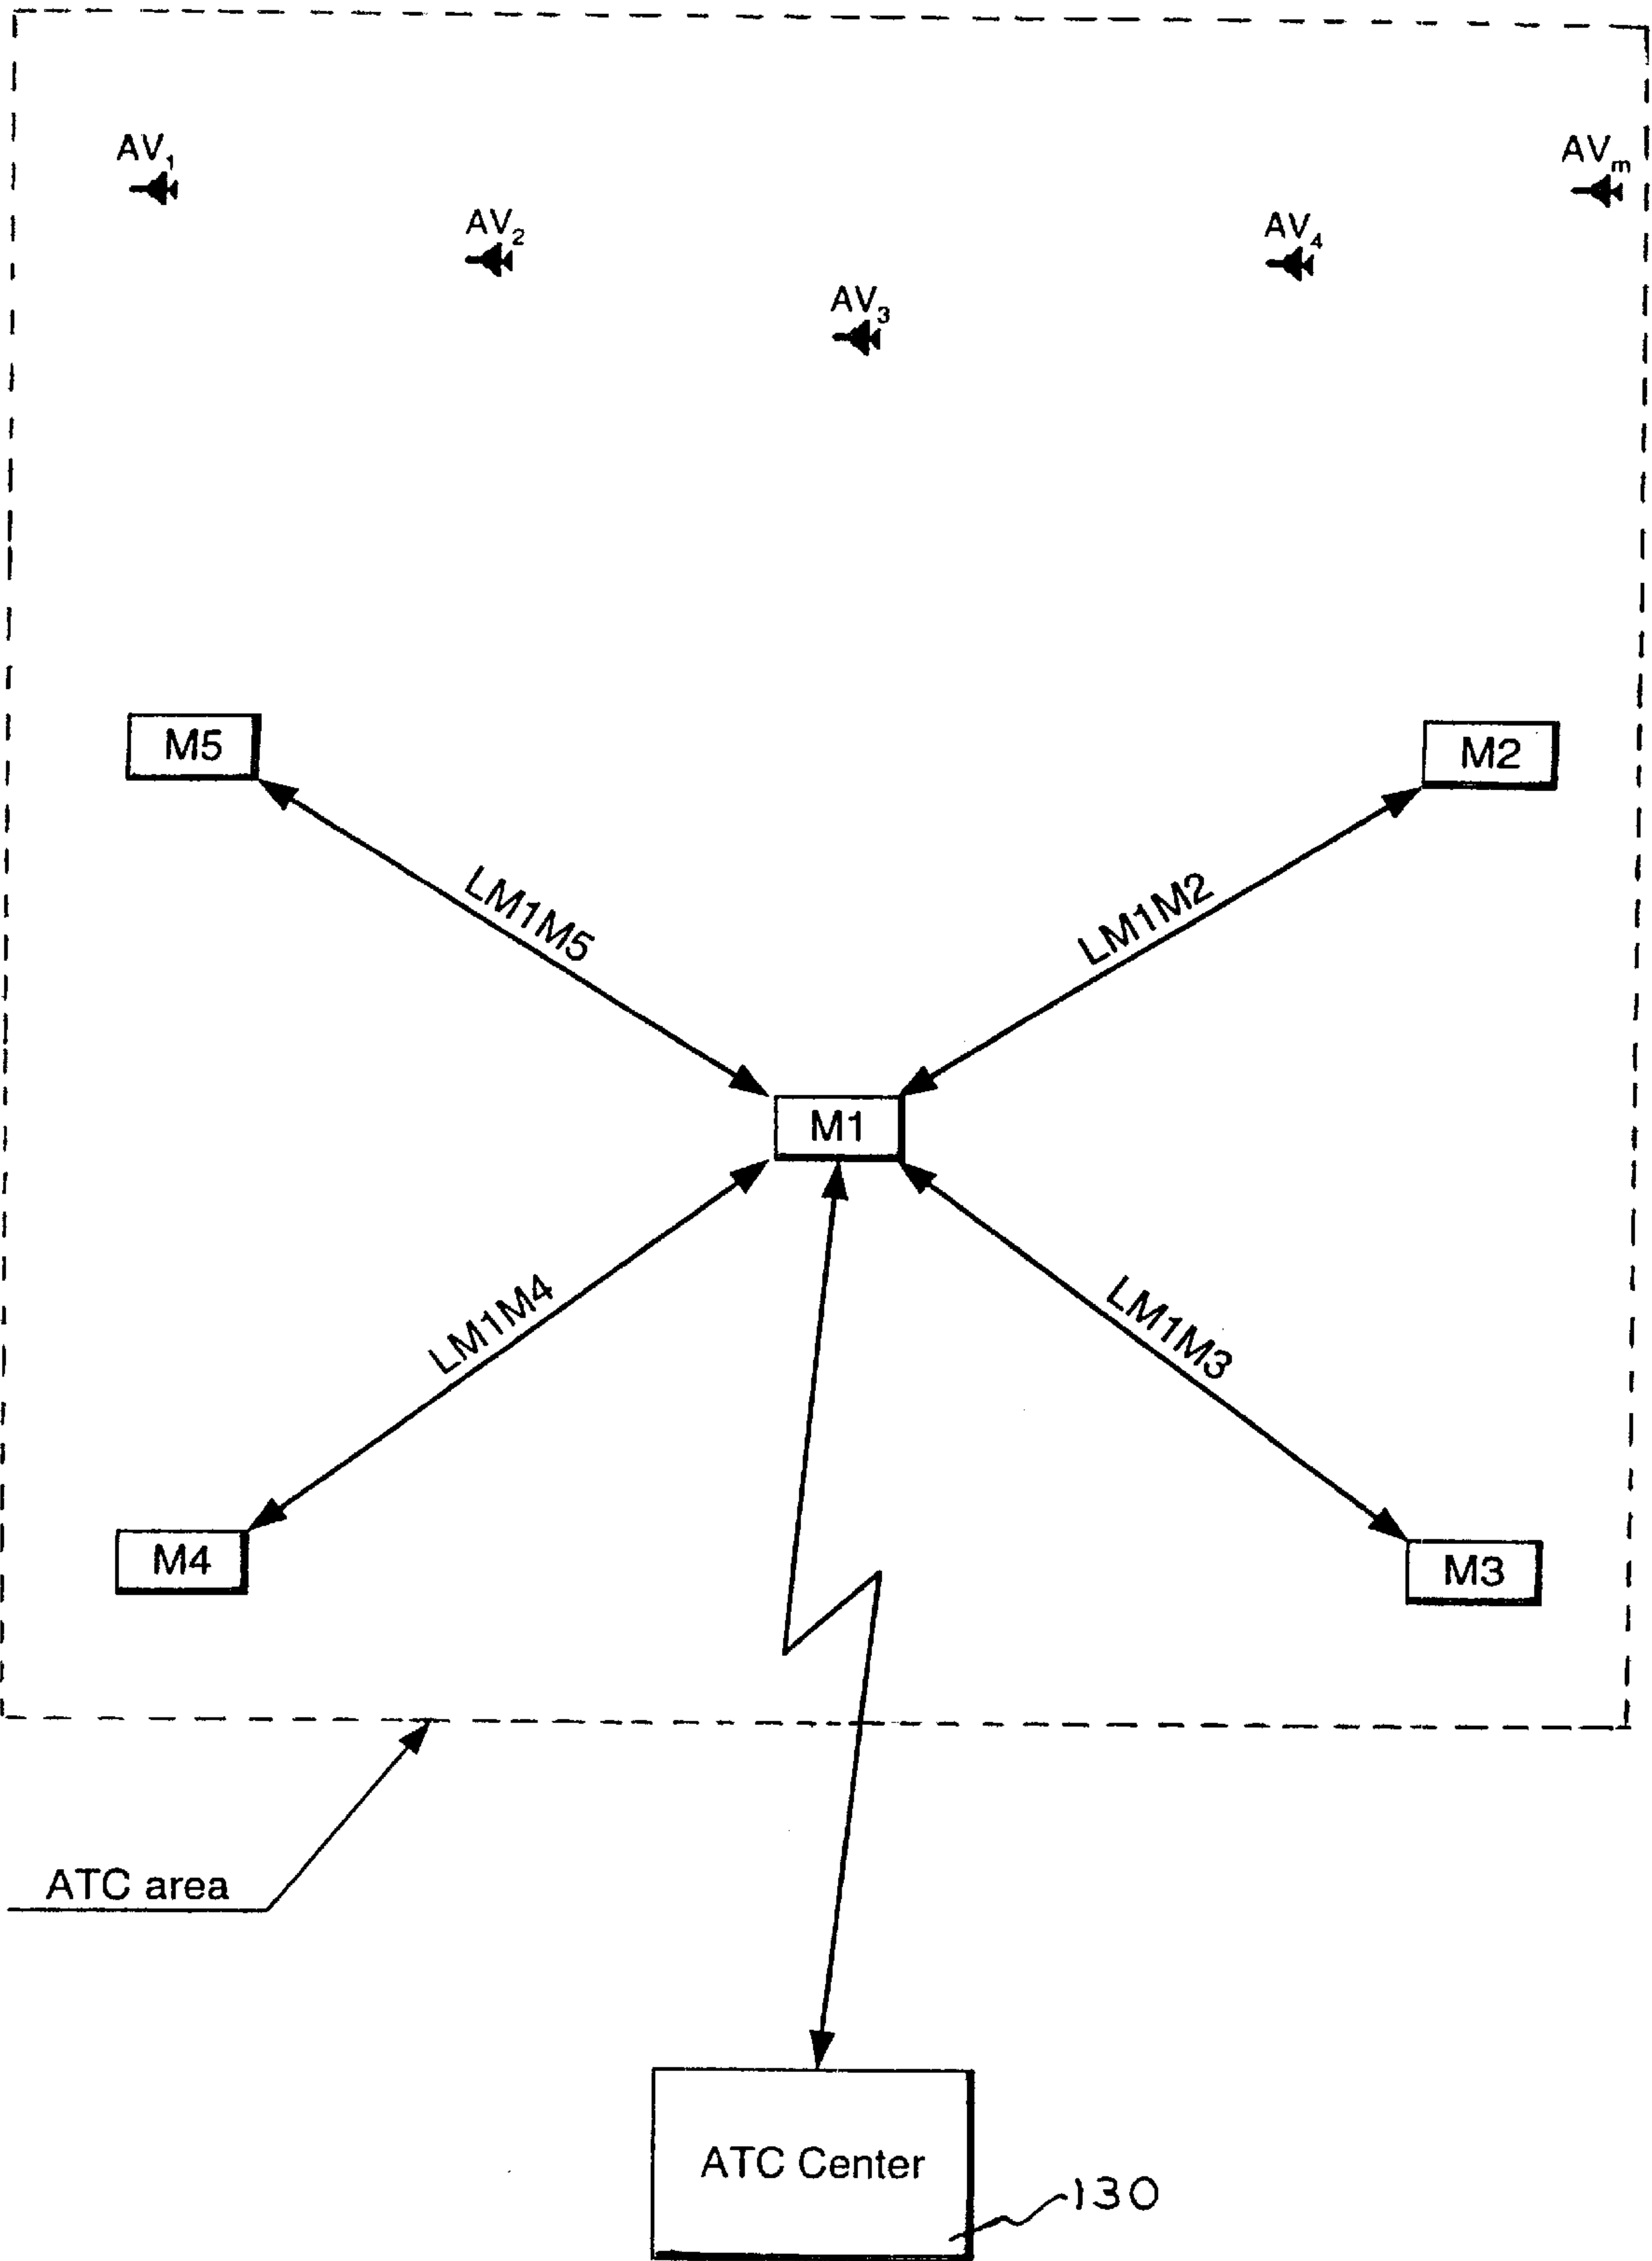 AV₁
AVₘ
AV₂
AV₄
AV₃
M5
M2
LM1M5
LM1M2
M1
LM1M4
LM1M3
M4
M3
ATC area
ATC Center
130